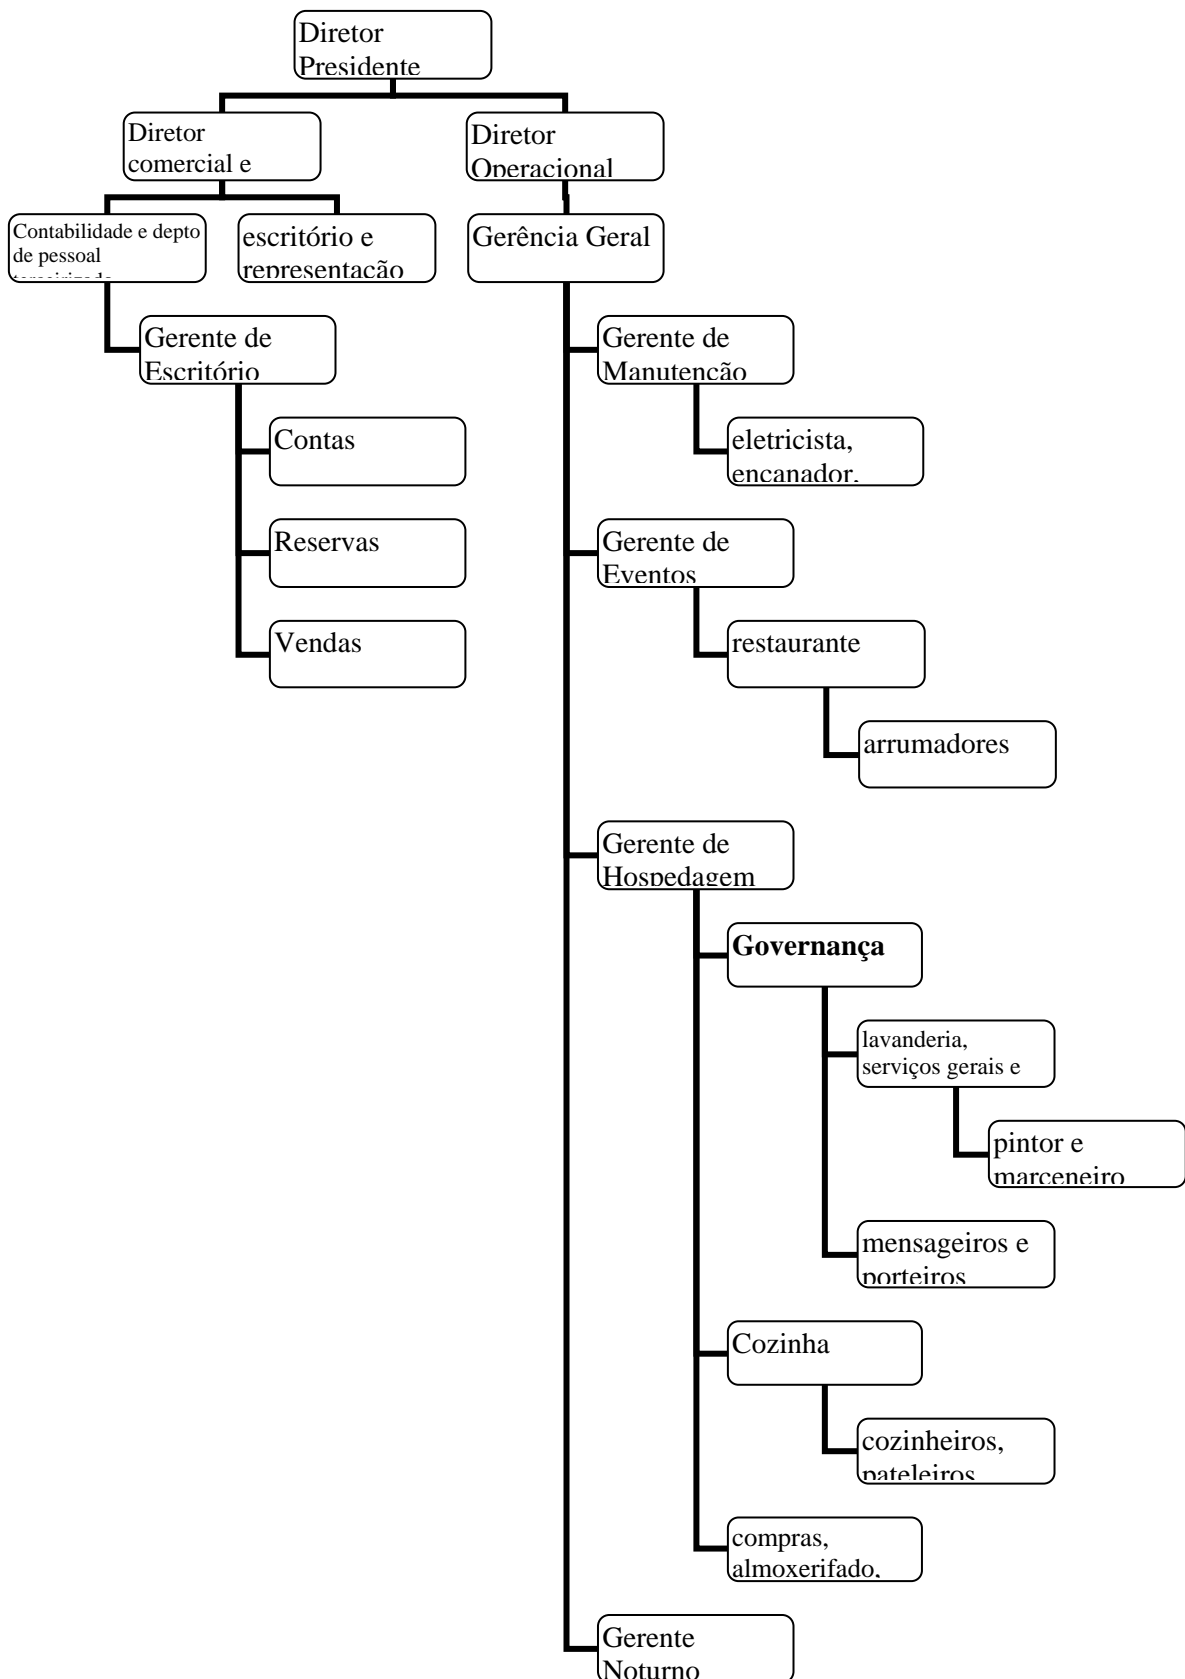 Diretor
Presidente
Diretor
comercial e
Diretor
Operacional
Contabilidade e depto
de pessoal
terceirizado
escritório e
representação
Gerência Geral
Gerente de
Escritório
Gerente de
Manutenção
Contas
eletricista,
encanador,
Reservas
Gerente de
Eventos
Vendas
restaurante
arrumadores
Gerente de
Hospedagem
Governança
lavanderia,
serviços gerais e
pintor e
marceneiro
mensageiros e
porteiros
Cozinha
cozinheiros,
pateleiros
compras,
almoxerifado,
Gerente
Noturno